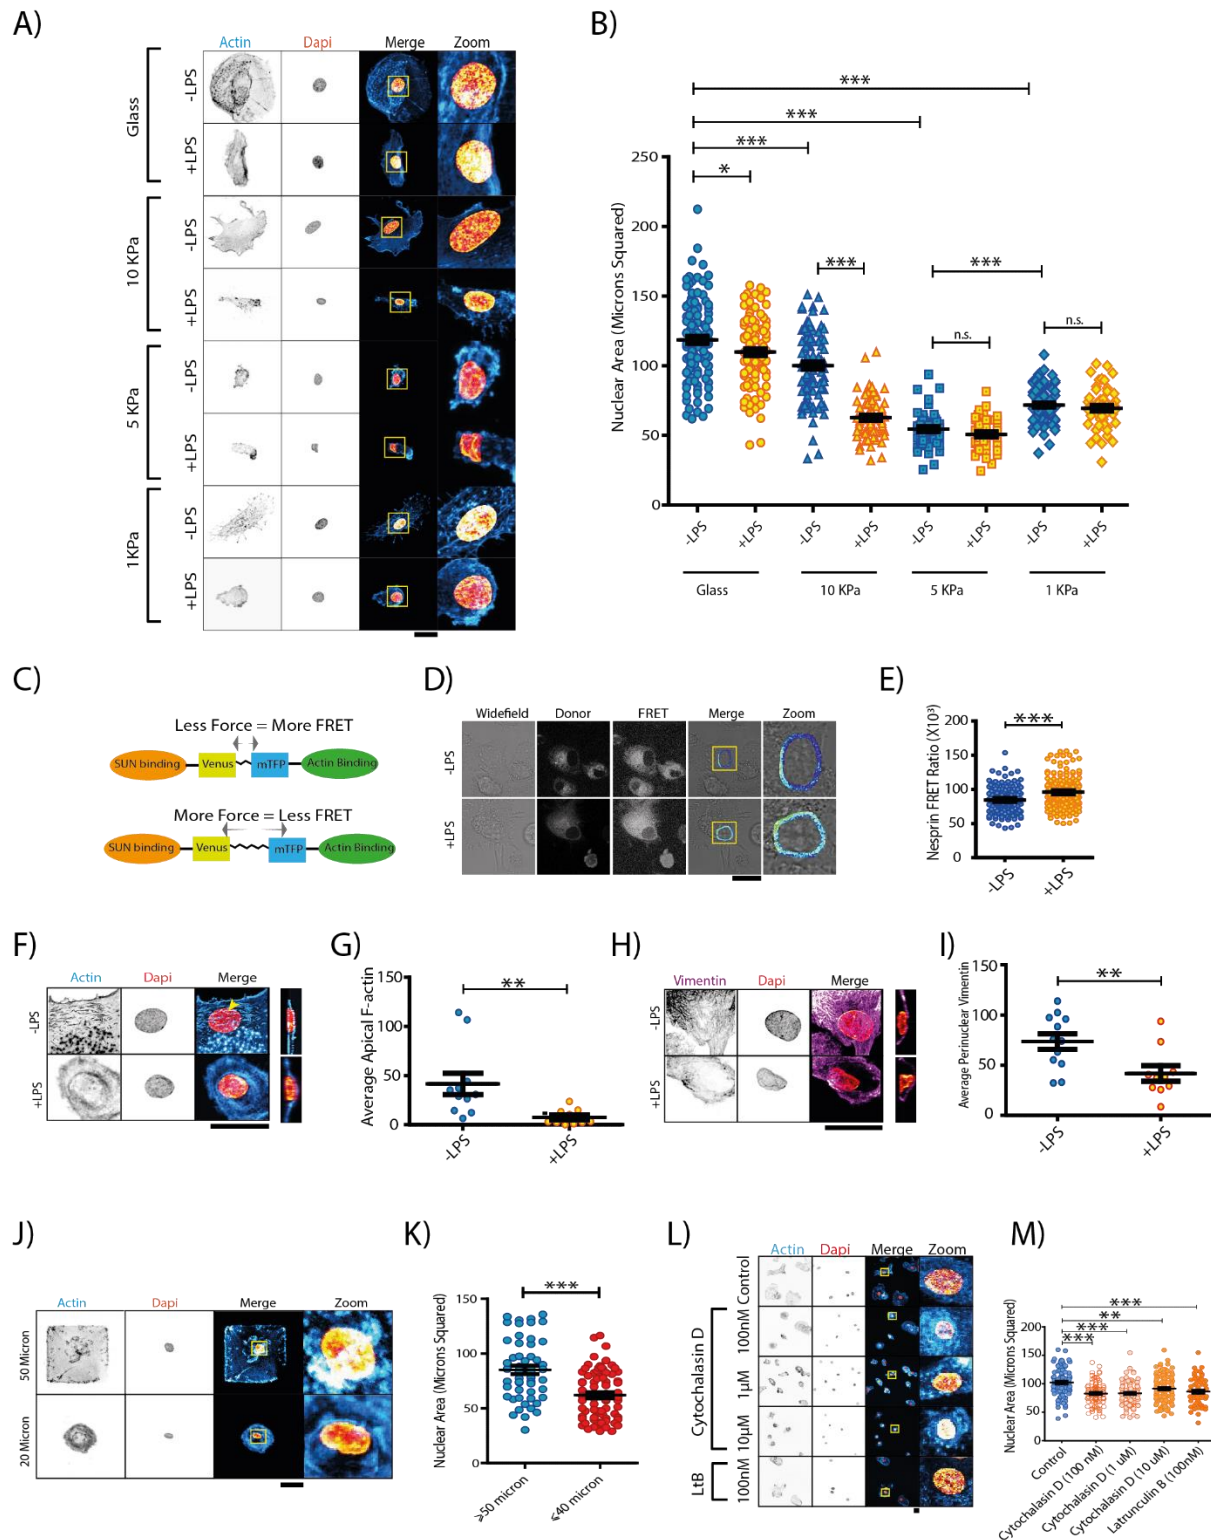 A)
Actin Dapi Merge Zoom
Glass
-LPS
+LPS
10 KPa
-LPS
+LPS
5 KPa
-LPS
+LPS
1KPa
-LPS
+LPS
B)
***
***
***
*
***
***
n.s.
n.s.
Nuclear Area (Microns Squared)
250
200
150
100
50
0
-LPS +LPS -LPS +LPS -LPS +LPS -LPS +LPS
Glass 10 KPa 5 KPa 1 KPa
C)
Less Force = More FRET
SUN binding Venus mTFP Actin Binding
More Force = Less FRET
SUN binding Venus mTFP Actin Binding
D)
Widefield Donor FRET Merge Zoom
-LPS
+LPS
E)
***
Nesprin FRET Ratio (X10³)
200
150
100
50
0
-LPS +LPS
F)
Actin Dapi Merge
-LPS
+LPS
G)
**
Average Apical F-actin
150
100
50
0
-LPS +LPS
H)
Vimentin Dapi Merge
-LPS
+LPS
I)
**
Average Perinuclear Vimentin
150
100
50
0
-LPS +LPS
J)
Actin Dapi Merge Zoom
50 Micron
20 Micron
K)
***
Nuclear Area (Microns Squared)
200
150
100
50
0
⩾50 micron ⩽40 micron
L)
Actin Dapi Merge Zoom
Control
Cytochalasin D
100nM
1µM
10µM
LtB
100nM
M)
***
**
***
***
Nuclear Area (Microns Squared)
200
150
100
50
0
Control
Cytochalasin D (100 nM)
Cytochalasin D (1 uM)
Cytochalasin D (10 uM)
Latrunculin B (100nM)